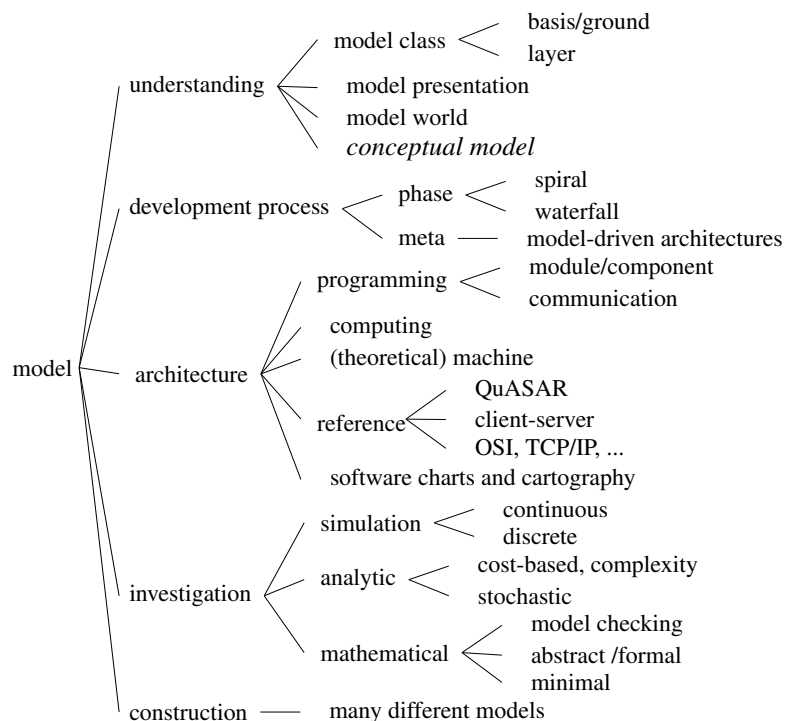 basis/ground
model class
layer
understanding
model presentation
model world
conceptual model
spiral
phase
development process
waterfall
meta
model-driven architectures
module/component
programming
communication
computing
(theoretical) machine
model
architecture
QuASAR
reference
client-server
OSI, TCP/IP, ...
software charts and cartography
continuous
simulation
discrete
cost-based, complexity
analytic
investigation
stochastic
model checking
mathematical
abstract /formal
minimal
construction
many different models